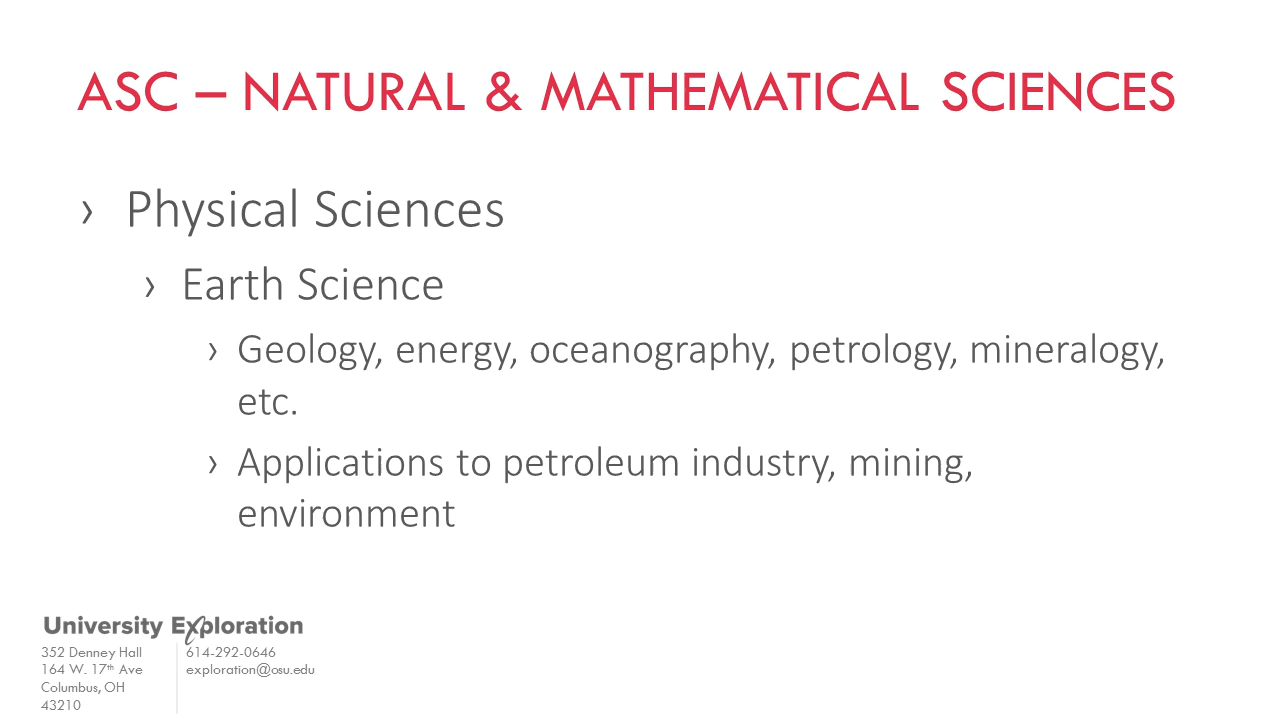 ASC – NATURAL & MATHEMATICAL SCIENCES
› Physical Sciences
› Earth Science
› Geology, energy, oceanography, petrology, mineralogy,
etc.
› Applications to petroleum industry, mining,
environment
University Exploration
352 Denney Hall
164 W. 17th Ave
Columbus, OH
43210
614-292-0646
exploration@osu.edu